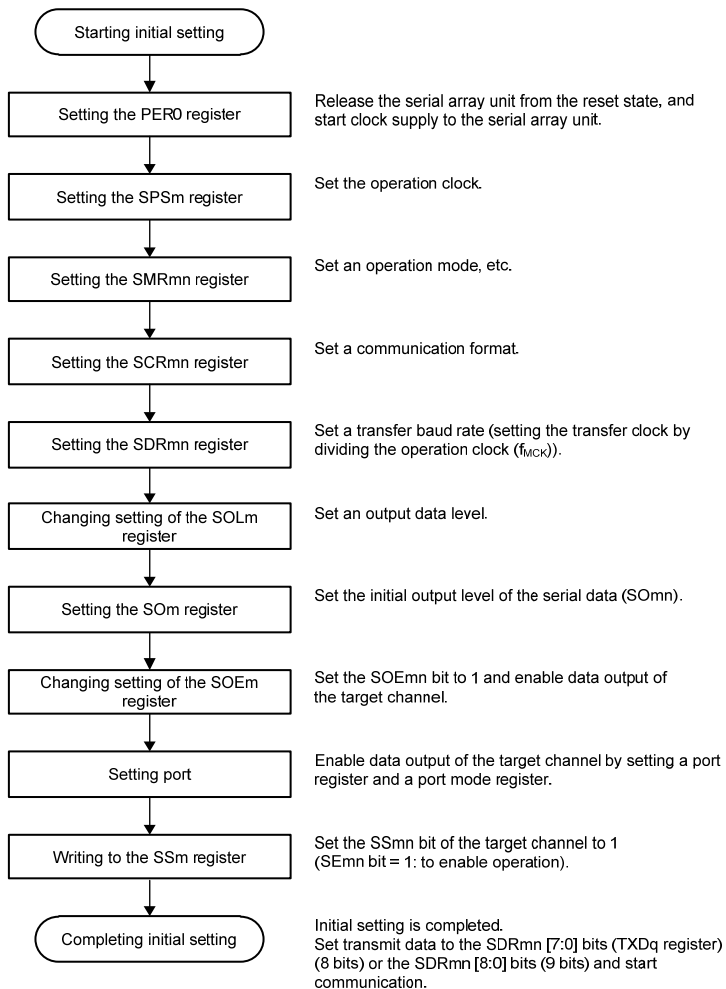 Starting initial setting
Setting the PER0 register
Release the serial array unit from the reset state, and
start clock supply to the serial array unit.
Setting the SPSm register
Set the operation clock.
Setting the SMRmn register
Set an operation mode, etc.
Setting the SCRmn register
Set a communication format.
Setting the SDRmn register
Set a transfer baud rate (setting the transfer clock by
dividing the operation clock (fMCK)).
Changing setting of the SOLm
register
Set an output data level.
Setting the SOm register
Set the initial output level of the serial data (SOmn).
Changing setting of the SOEm
register
Set the SOEmn bit to 1 and enable data output of
the target channel.
Setting port
Enable data output of the target channel by setting a port
register and a port mode register.
Writing to the SSm register
Set the SSmn bit of the target channel to 1
(SEmn bit = 1: to enable operation).
Completing initial setting
Initial setting is completed.
Set transmit data to the SDRmn [7:0] bits (TXDq register)
(8 bits) or the SDRmn [8:0] bits (9 bits) and start
communication.